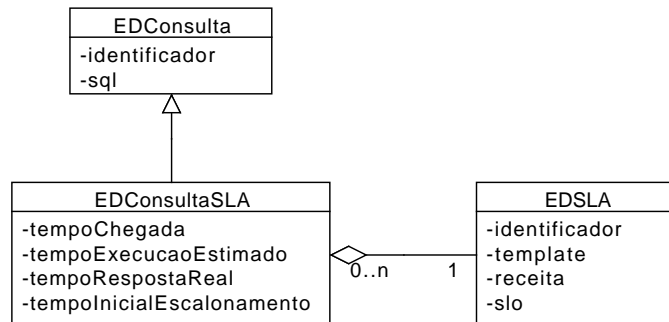 EDConsulta
-identificador
-sql
EDConsultaSLA
-tempoChegada
-tempoExecucaoEstimado
-tempoRespostaReal
-tempoInicialEscalonamento
0..n
1
EDSLA
-identificador
-template
-receita
-slo